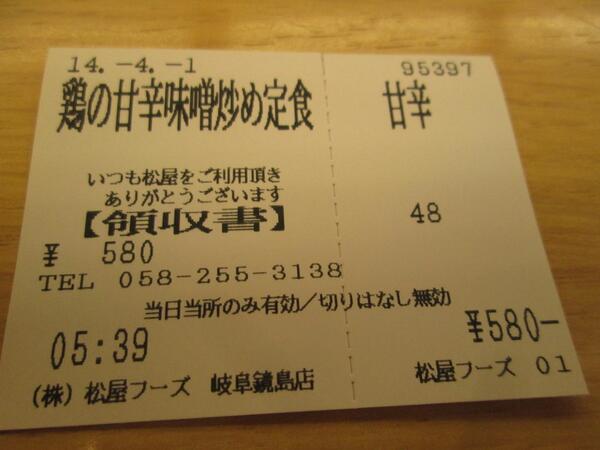 14.-4.-1
鶏の甘辛味噌炒め定食
いつも松屋をご利用頂き
ありがとうございます
【領収書】
¥ 580
TEL 058-255-3138
当日当所のみ有効/切りはなし無効
05:39
(株) 松屋フーズ 岐阜鏡島店
95397
甘辛
48
¥580-
松屋フーズ 01